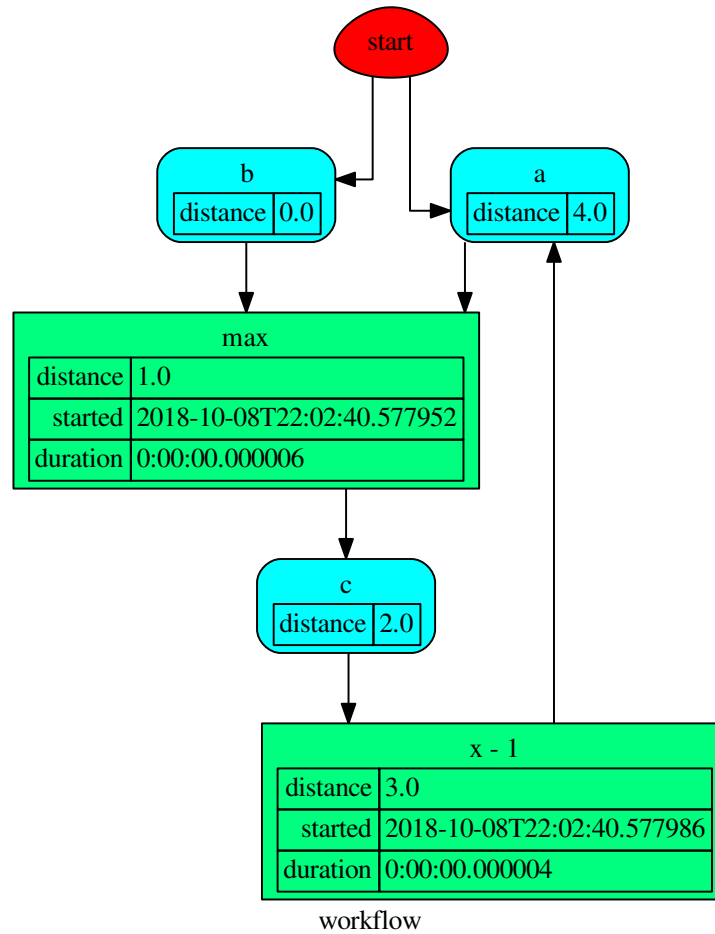 start
b
distance 0.0
a
distance 4.0
max
distance 1.0
started 2018-10-08T22:02:40.577952
duration 0:00:00.000006
c
distance 2.0
x - 1
distance 3.0
started 2018-10-08T22:02:40.577986
duration 0:00:00.000004
workflow